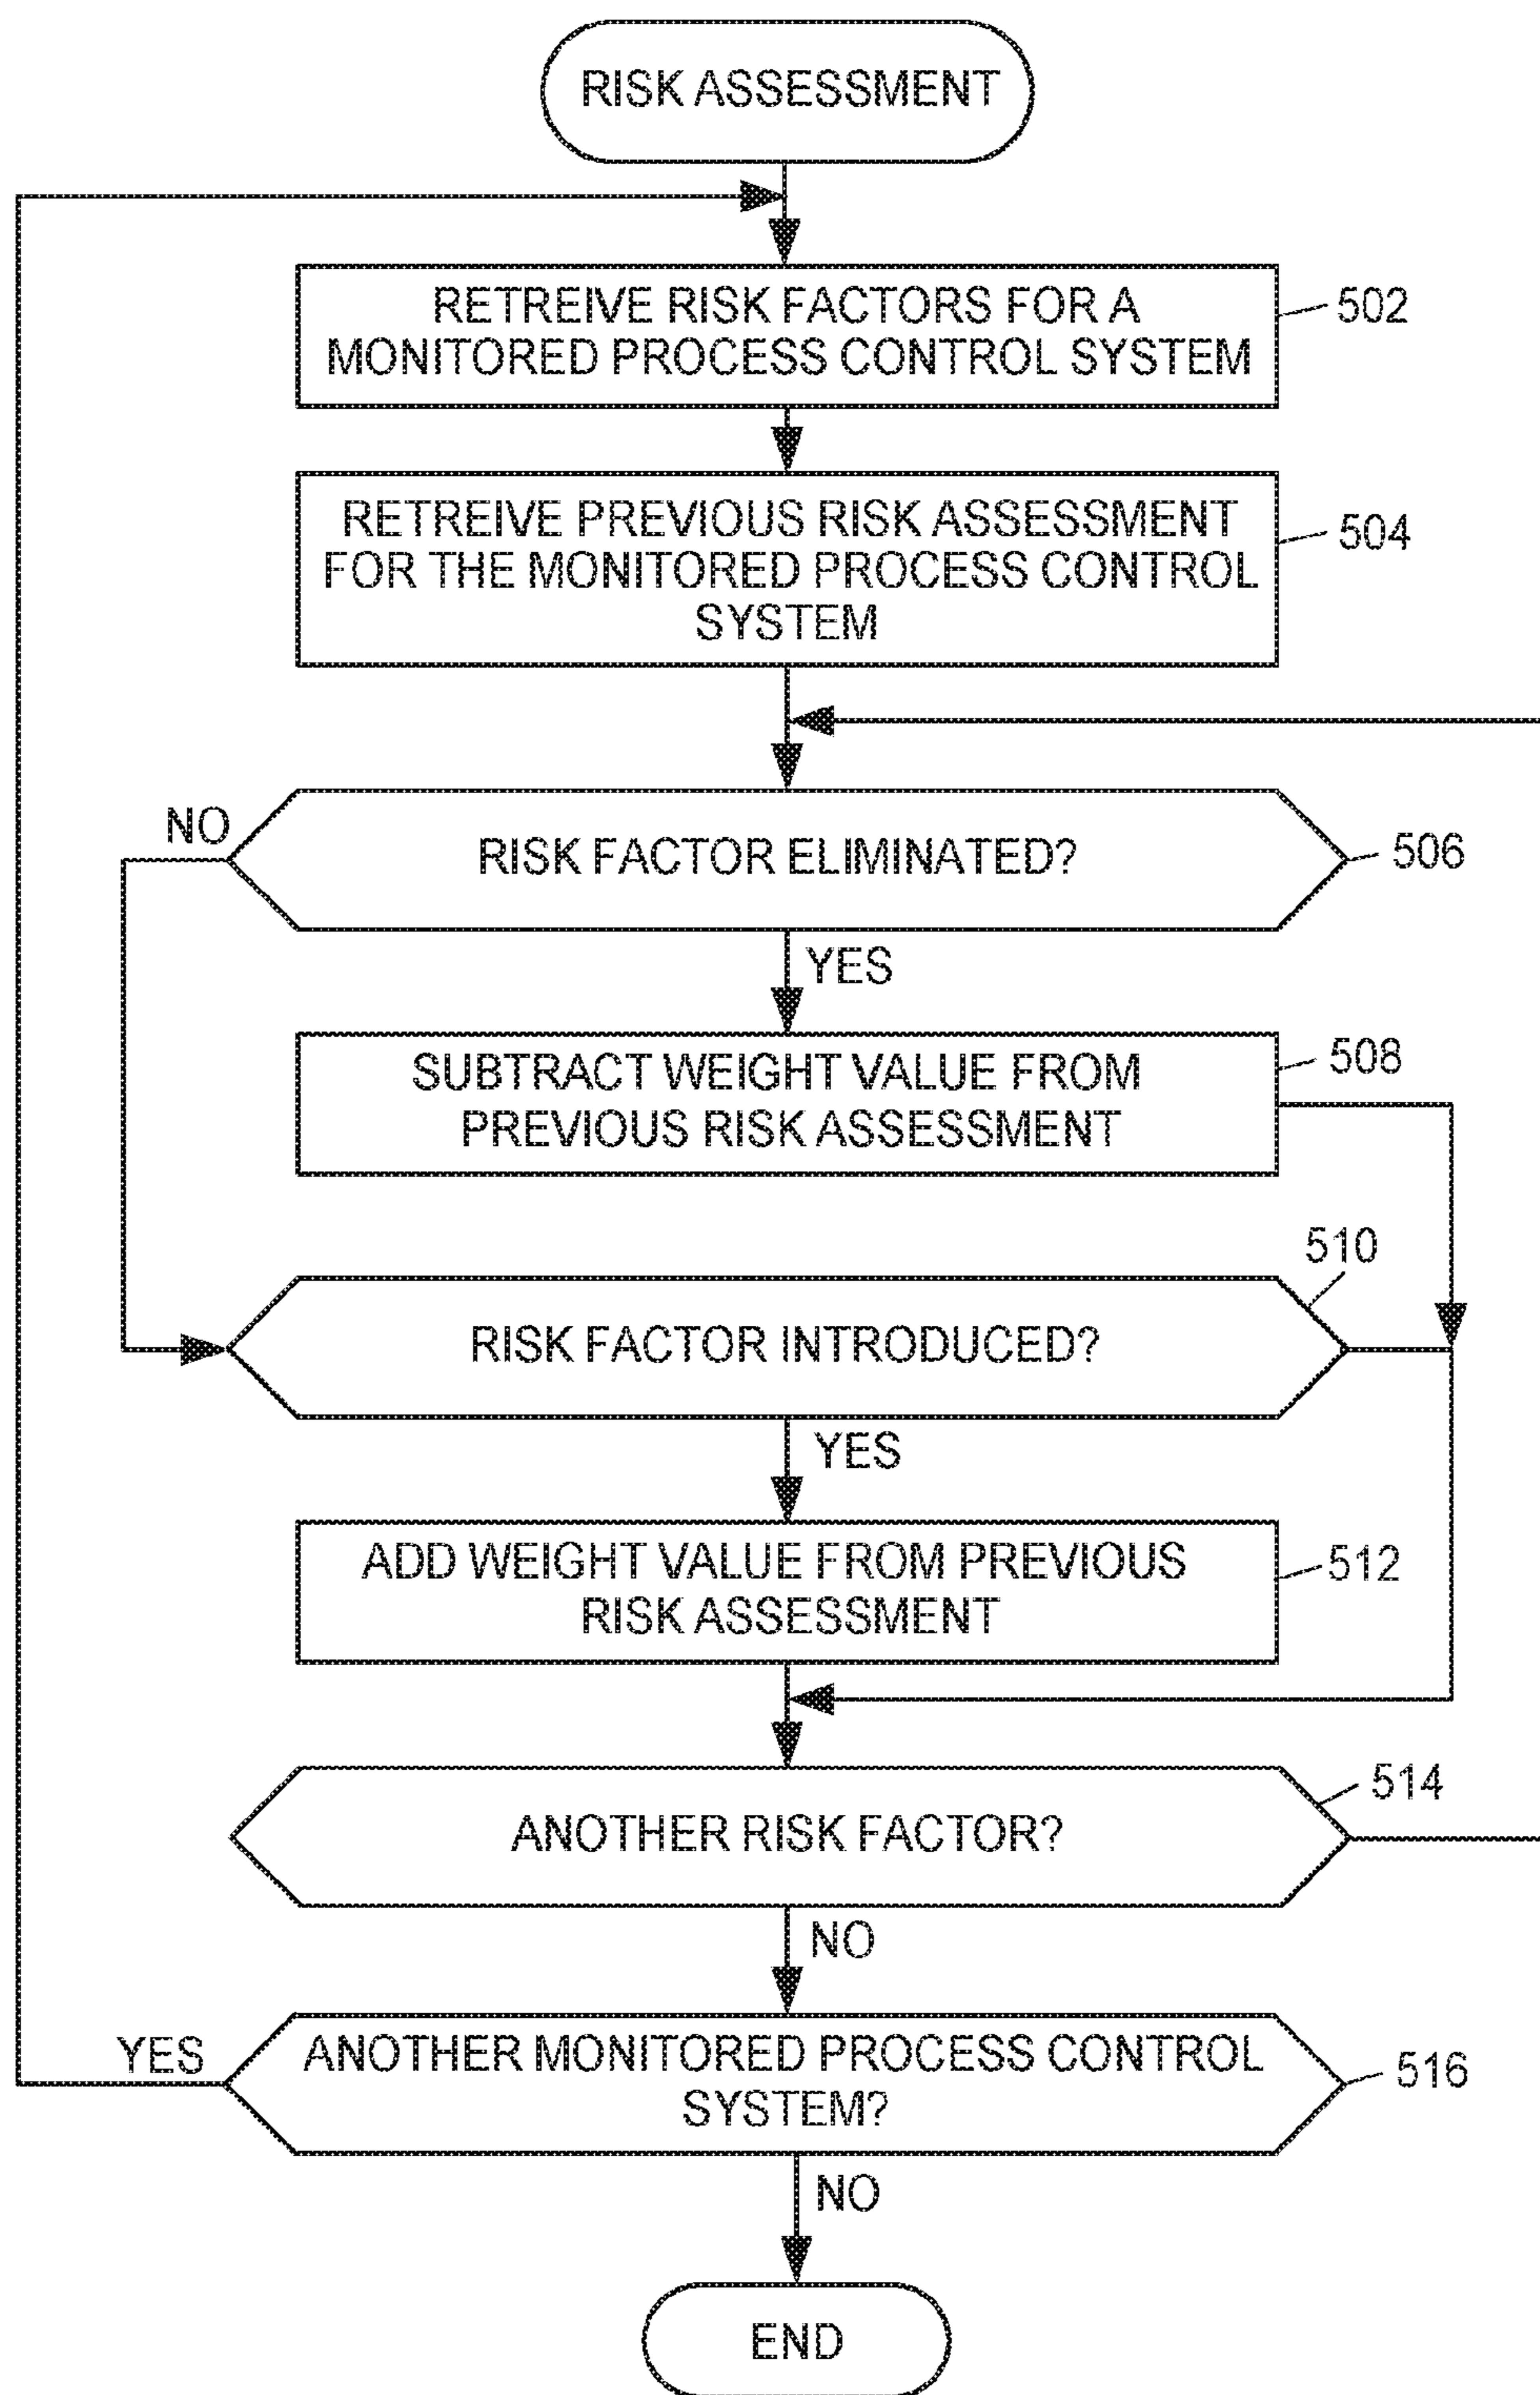 RISK ASSESSMENT
RETREIVE RISK FACTORS FOR A
MONITORED PROCESS CONTROL SYSTEM
502
RETREIVE PREVIOUS RISK ASSESSMENT
FOR THE MONITORED PROCESS CONTROL
SYSTEM
504
NO
RISK FACTOR ELIMINATED?
506
YES
SUBTRACT WEIGHT VALUE FROM
PREVIOUS RISK ASSESSMENT
508
510
RISK FACTOR INTRODUCED?
YES
ADD WEIGHT VALUE FROM PREVIOUS
RISK ASSESSMENT
512
514
ANOTHER RISK FACTOR?
NO
YES
ANOTHER MONITORED PROCESS CONTROL
SYSTEM?
516
NO
END